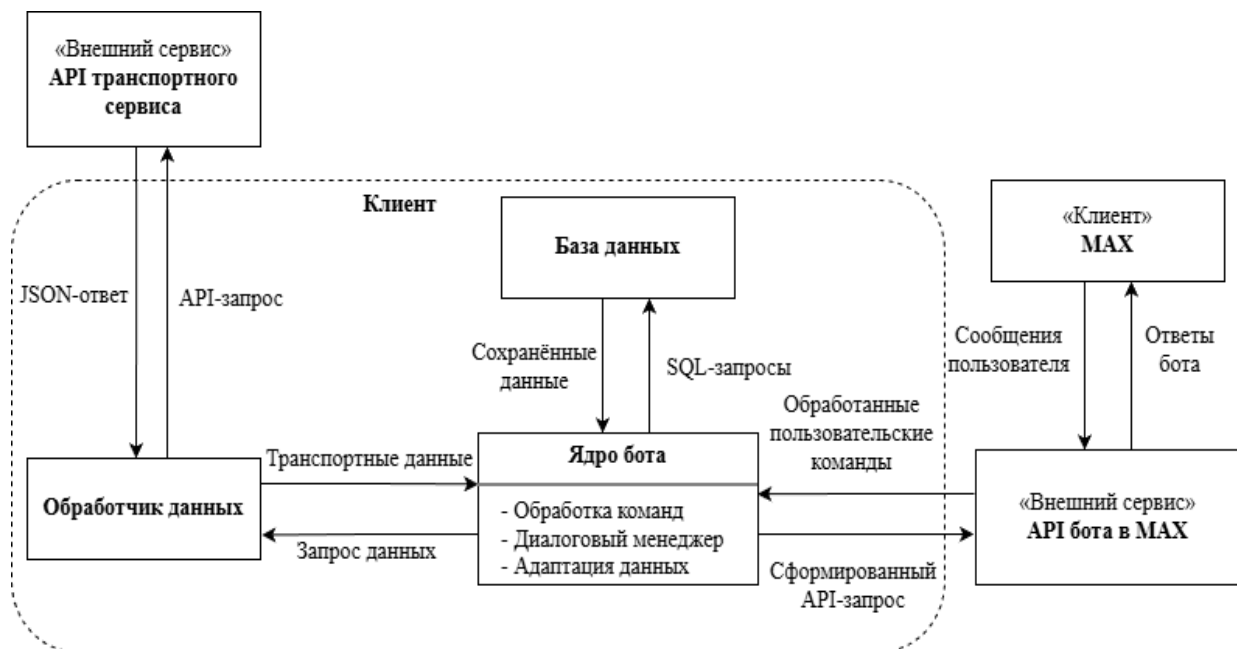 «Внешний сервис»
API транспортного
сервиса
Клиент
База данных
«Клиент»
MAX
JSON-ответ
API-запрос
Сохранённые
данные
SQL-запросы
Сообщения
пользователя
Ответы
бота
Обработанные
пользовательские
команды
Транспортные данные
Обработчик данных
Запрос данных
Ядро бота
- Обработка команд
- Диалоговый менеджер
- Адаптация данных
«Внешний сервис»
API бота в MAX
Сформированный
API-запрос